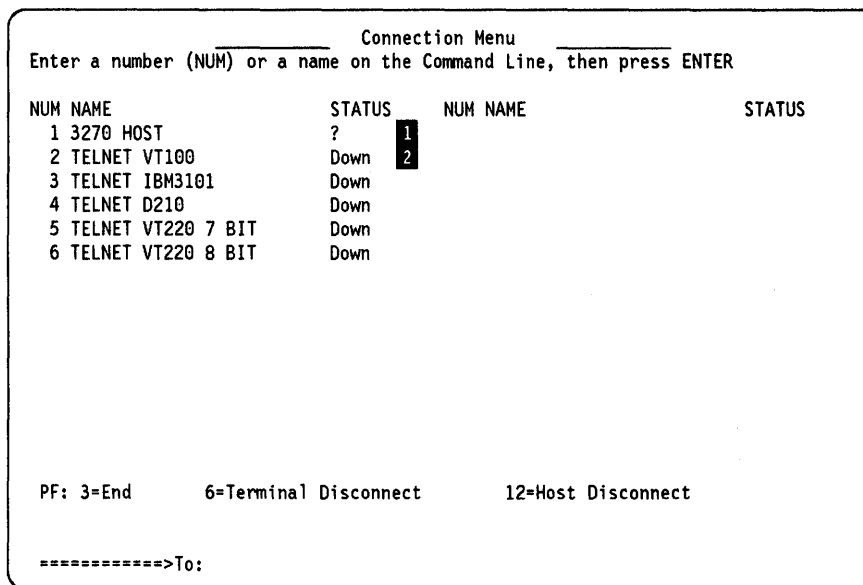 __________ Connection Menu __________
Enter a number (NUM) or a name on the Command Line, then press ENTER
NUM NAME STATUS NUM NAME STATUS
1 3270 HOST ? 1
2 TELNET VT100 Down 2
3 TELNET IBM3101 Down
4 TELNET D210 Down
5 TELNET VT220 7 BIT Down
6 TELNET VT220 8 BIT Down
PF: 3=End 6=Terminal Disconnect 12=Host Disconnect
============>To: